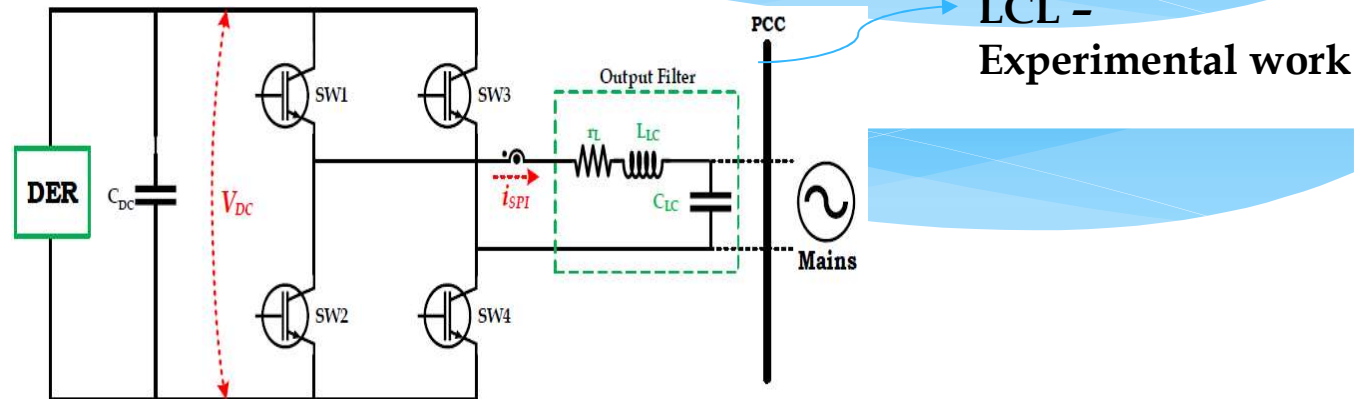 LCL –
Experimental work
PCC
Output Filter
SW1
SW3
rL
LLC
DER
CDC
VDC
iSPI
CLC
Mains
SW2
SW4